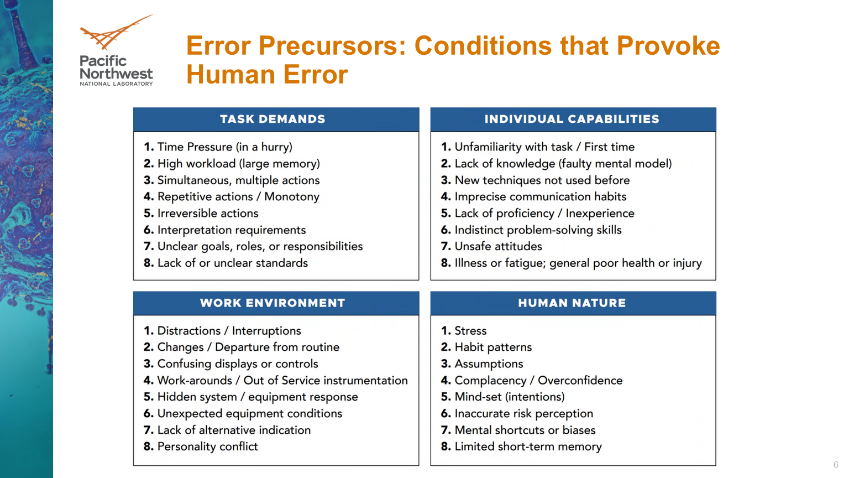 Pacific
Northwest
NATIONAL LABORATORY
Error Precursors: Conditions that Provoke
Human Error
TASK DEMANDS
1. Time Pressure (in a hurry)
2. High workload (large memory)
3. Simultaneous, multiple actions
4. Repetitive actions / Monotony
5. Irreversible actions
6. Interpretation requirements
7. Unclear goals, roles, or responsibilities
8. Lack of or unclear standards
INDIVIDUAL CAPABILITIES
1. Unfamiliarity with task / First time
2. Lack of knowledge (faulty mental model)
3. New techniques not used before
4. Imprecise communication habits
5. Lack of proficiency / Inexperience
6. Indistinct problem-solving skills
7. Unsafe attitudes
8. Illness or fatigue; general poor health or injury
WORK ENVIRONMENT
1. Distractions / Interruptions
2. Changes / Departure from routine
3. Confusing displays or controls
4. Work-arounds / Out of Service instrumentation
5. Hidden system / equipment response
6. Unexpected equipment conditions
7. Lack of alternative indication
8. Personality conflict
HUMAN NATURE
1. Stress
2. Habit patterns
3. Assumptions
4. Complacency / Overconfidence
5. Mind-set (intentions)
6. Inaccurate risk perception
7. Mental shortcuts or biases
8. Limited short-term memory
6